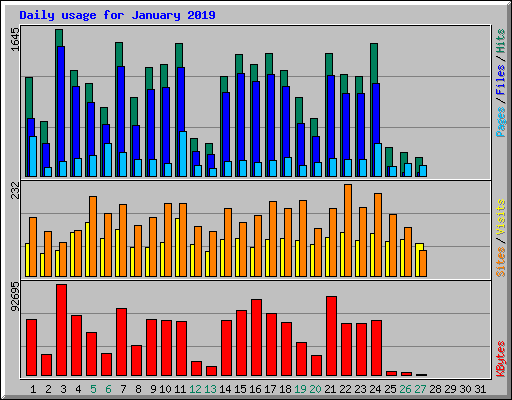 Daily usage for January 2019
1645
Pages / Files / Hits
232
Sites / Visits
92695
KBytes
1 2 3 4 5 6 7 8 9 10 11 12 13 14 15 16 17 18 19 20 21 22 23 24 25 26 27 28 29 30 31